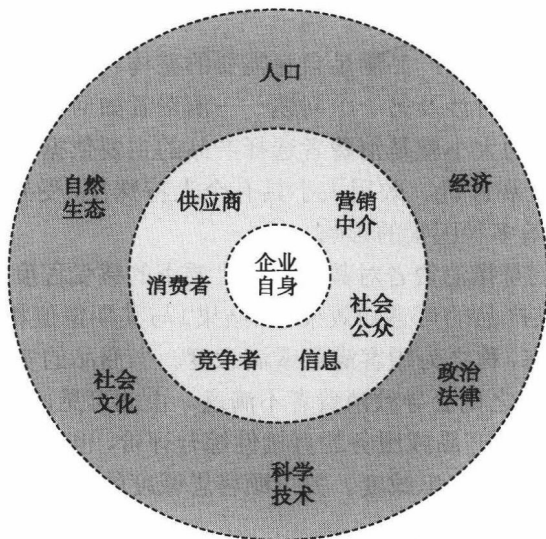 人口
自然
生态
经济
供应商
营销
中介
企业
自身
消费者
社会
公众
竞争者
信息
社会
文化
政治
法律
科学
技术